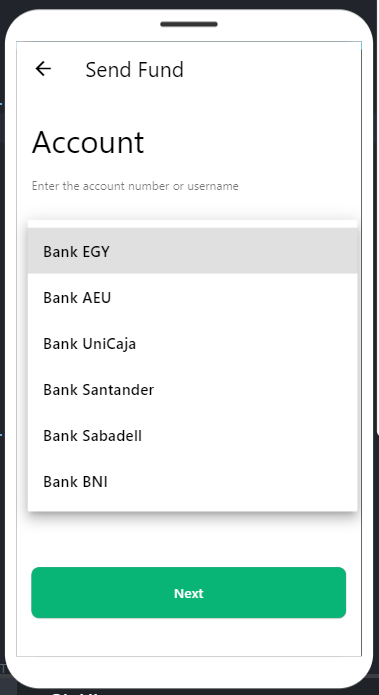 Send Fund
Account
Enter the account number or username
Bank EGY
Bank AEU
Bank UniCaja
Bank Santander
Bank Sabadell
Bank BNI
Next